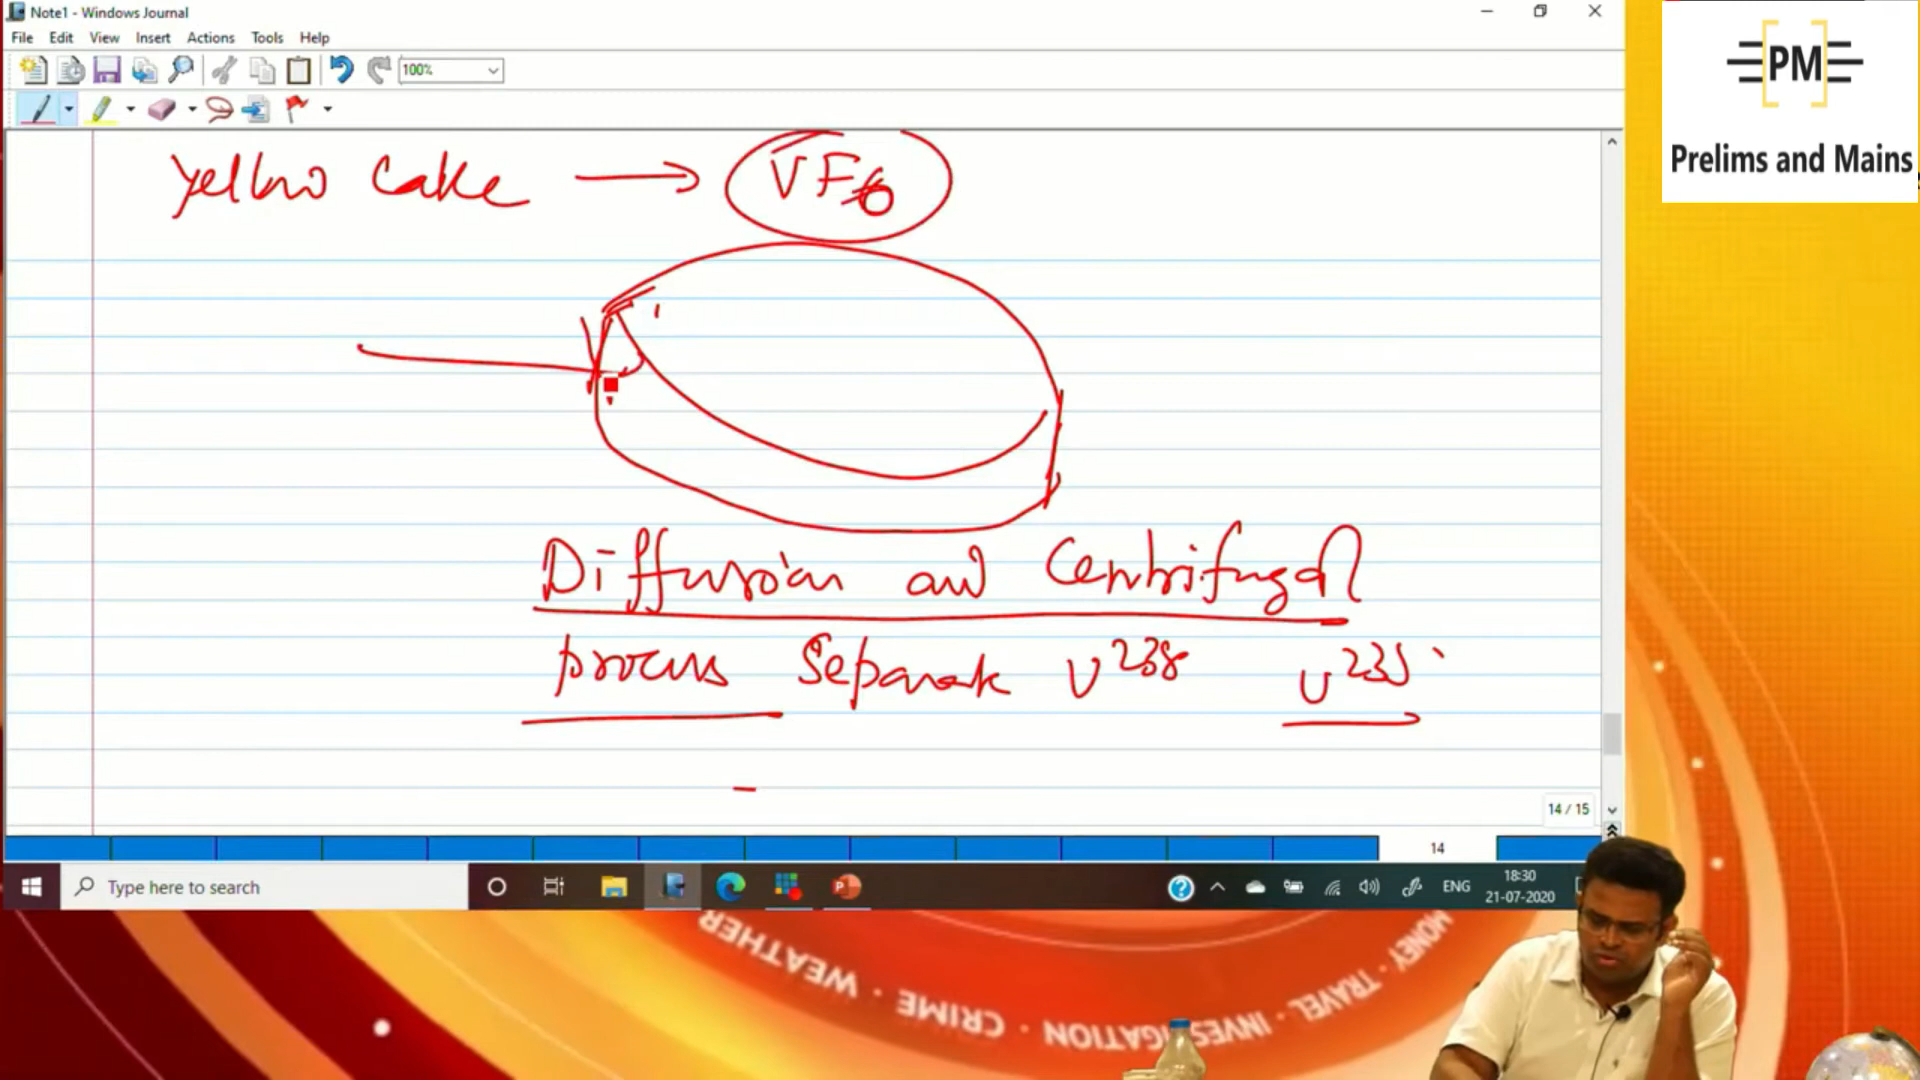 Note1 - Windows Journal
File Edit View Insert Actions Tools Help
100%
PM
Prelims and Mains
Yellow Cake → UF6
Diffusion and Centrifugal
process Separate U238 U235
14 / 15
14
Type here to search
ENG
18:30
21-07-2020
WEATHER · CRIME · INVESTIGATION · TRAVEL · MONEY